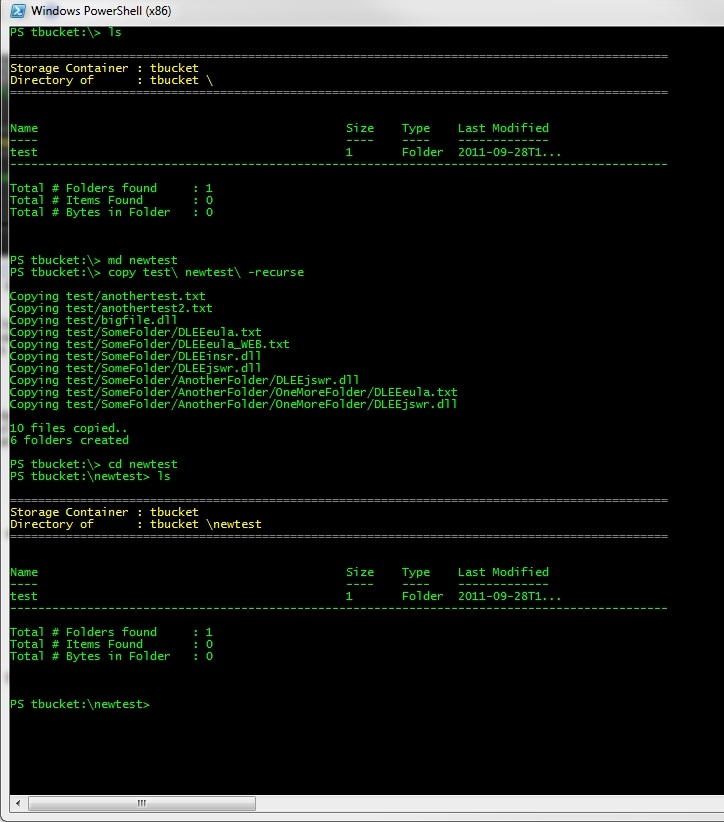 Windows PowerShell (x86)
PS tbucket:\> ls
======================================================================
Storage Container : tbucket
Directory of      : tbucket \
======================================================================
Name                                            Size    Type    Last Modified
----                                            ----    ----    -------------
test                                            1       Folder  2011-09-28T1...
----------------------------------------------------------------------
Total # Folders found     : 1
Total # Items Found       : 0
Total # Bytes in Folder   : 0
PS tbucket:\> md newtest
PS tbucket:\> copy test\ newtest\ -recurse
Copying test/anothertest.txt
Copying test/anothertest2.txt
Copying test/bigfile.dll
Copying test/SomeFolder/DLEEeula.txt
Copying test/SomeFolder/DLEEeula_WEB.txt
Copying test/SomeFolder/DLEEinsr.dll
Copying test/SomeFolder/DLEEjswr.dll
Copying test/SomeFolder/AnotherFolder/DLEEjswr.dll
Copying test/SomeFolder/AnotherFolder/OneMoreFolder/DLEEeula.txt
Copying test/SomeFolder/AnotherFolder/OneMoreFolder/DLEEjswr.dll
10 files copied..
6 folders created
PS tbucket:\> cd newtest
PS tbucket:\newtest> ls
======================================================================
Storage Container : tbucket
Directory of      : tbucket \newtest
======================================================================
Name                                            Size    Type    Last Modified
----                                            ----    ----    -------------
test                                            1       Folder  2011-09-28T1...
----------------------------------------------------------------------
Total # Folders found     : 1
Total # Items Found       : 0
Total # Bytes in Folder   : 0
PS tbucket:\newtest>